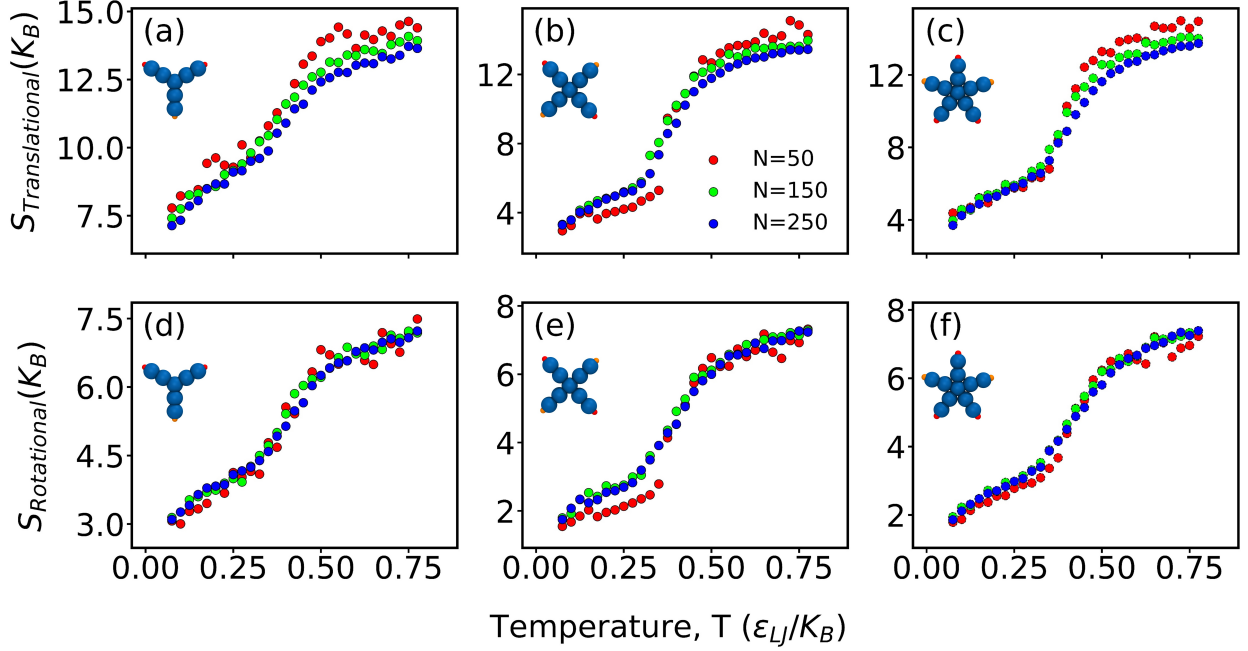 15.0
12.5
10.0
7.5
S_Translational(K_B)
(a)
12
8
4
(b)
N=50
N=150
N=250
12
8
4
(c)
7.5
6.0
4.5
3.0
S_Rotational(K_B)
(d)
0.00 0.25 0.50 0.75
8
6
4
2
(e)
0.00 0.25 0.50 0.75
8
6
4
2
(f)
0.00 0.25 0.50 0.75
Temperature, T (ε_LJ/K_B)